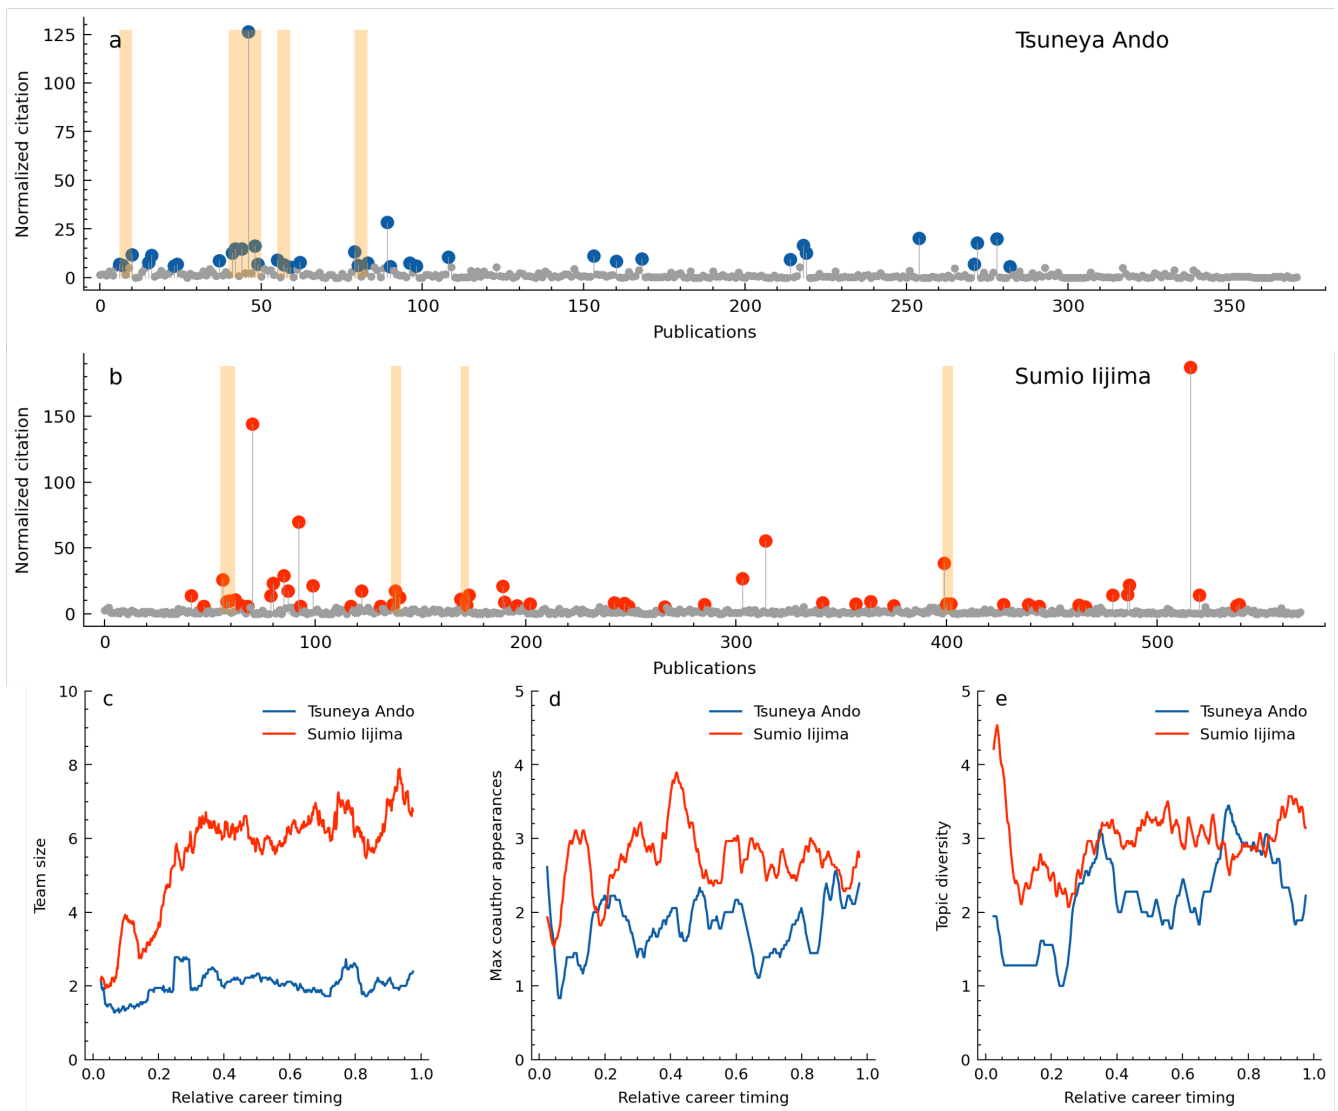 a
Tsuneya Ando
Normalized citation
125
100
75
50
25
0
0 50 100 150 200 250 300 350
Publications
b
Sumio Iijima
Normalized citation
150
100
50
0
0 100 200 300 400 500
Publications
c
Tsuneya Ando
Sumio Iijima
Team size
10
8
6
4
2
0
0.0 0.2 0.4 0.6 0.8 1.0
Relative career timing
d
Tsuneya Ando
Sumio Iijima
Max coauthor appearances
5
4
3
2
1
0
0.0 0.2 0.4 0.6 0.8 1.0
Relative career timing
e
Tsuneya Ando
Sumio Iijima
Topic diversity
5
4
3
2
1
0
0.0 0.2 0.4 0.6 0.8 1.0
Relative career timing